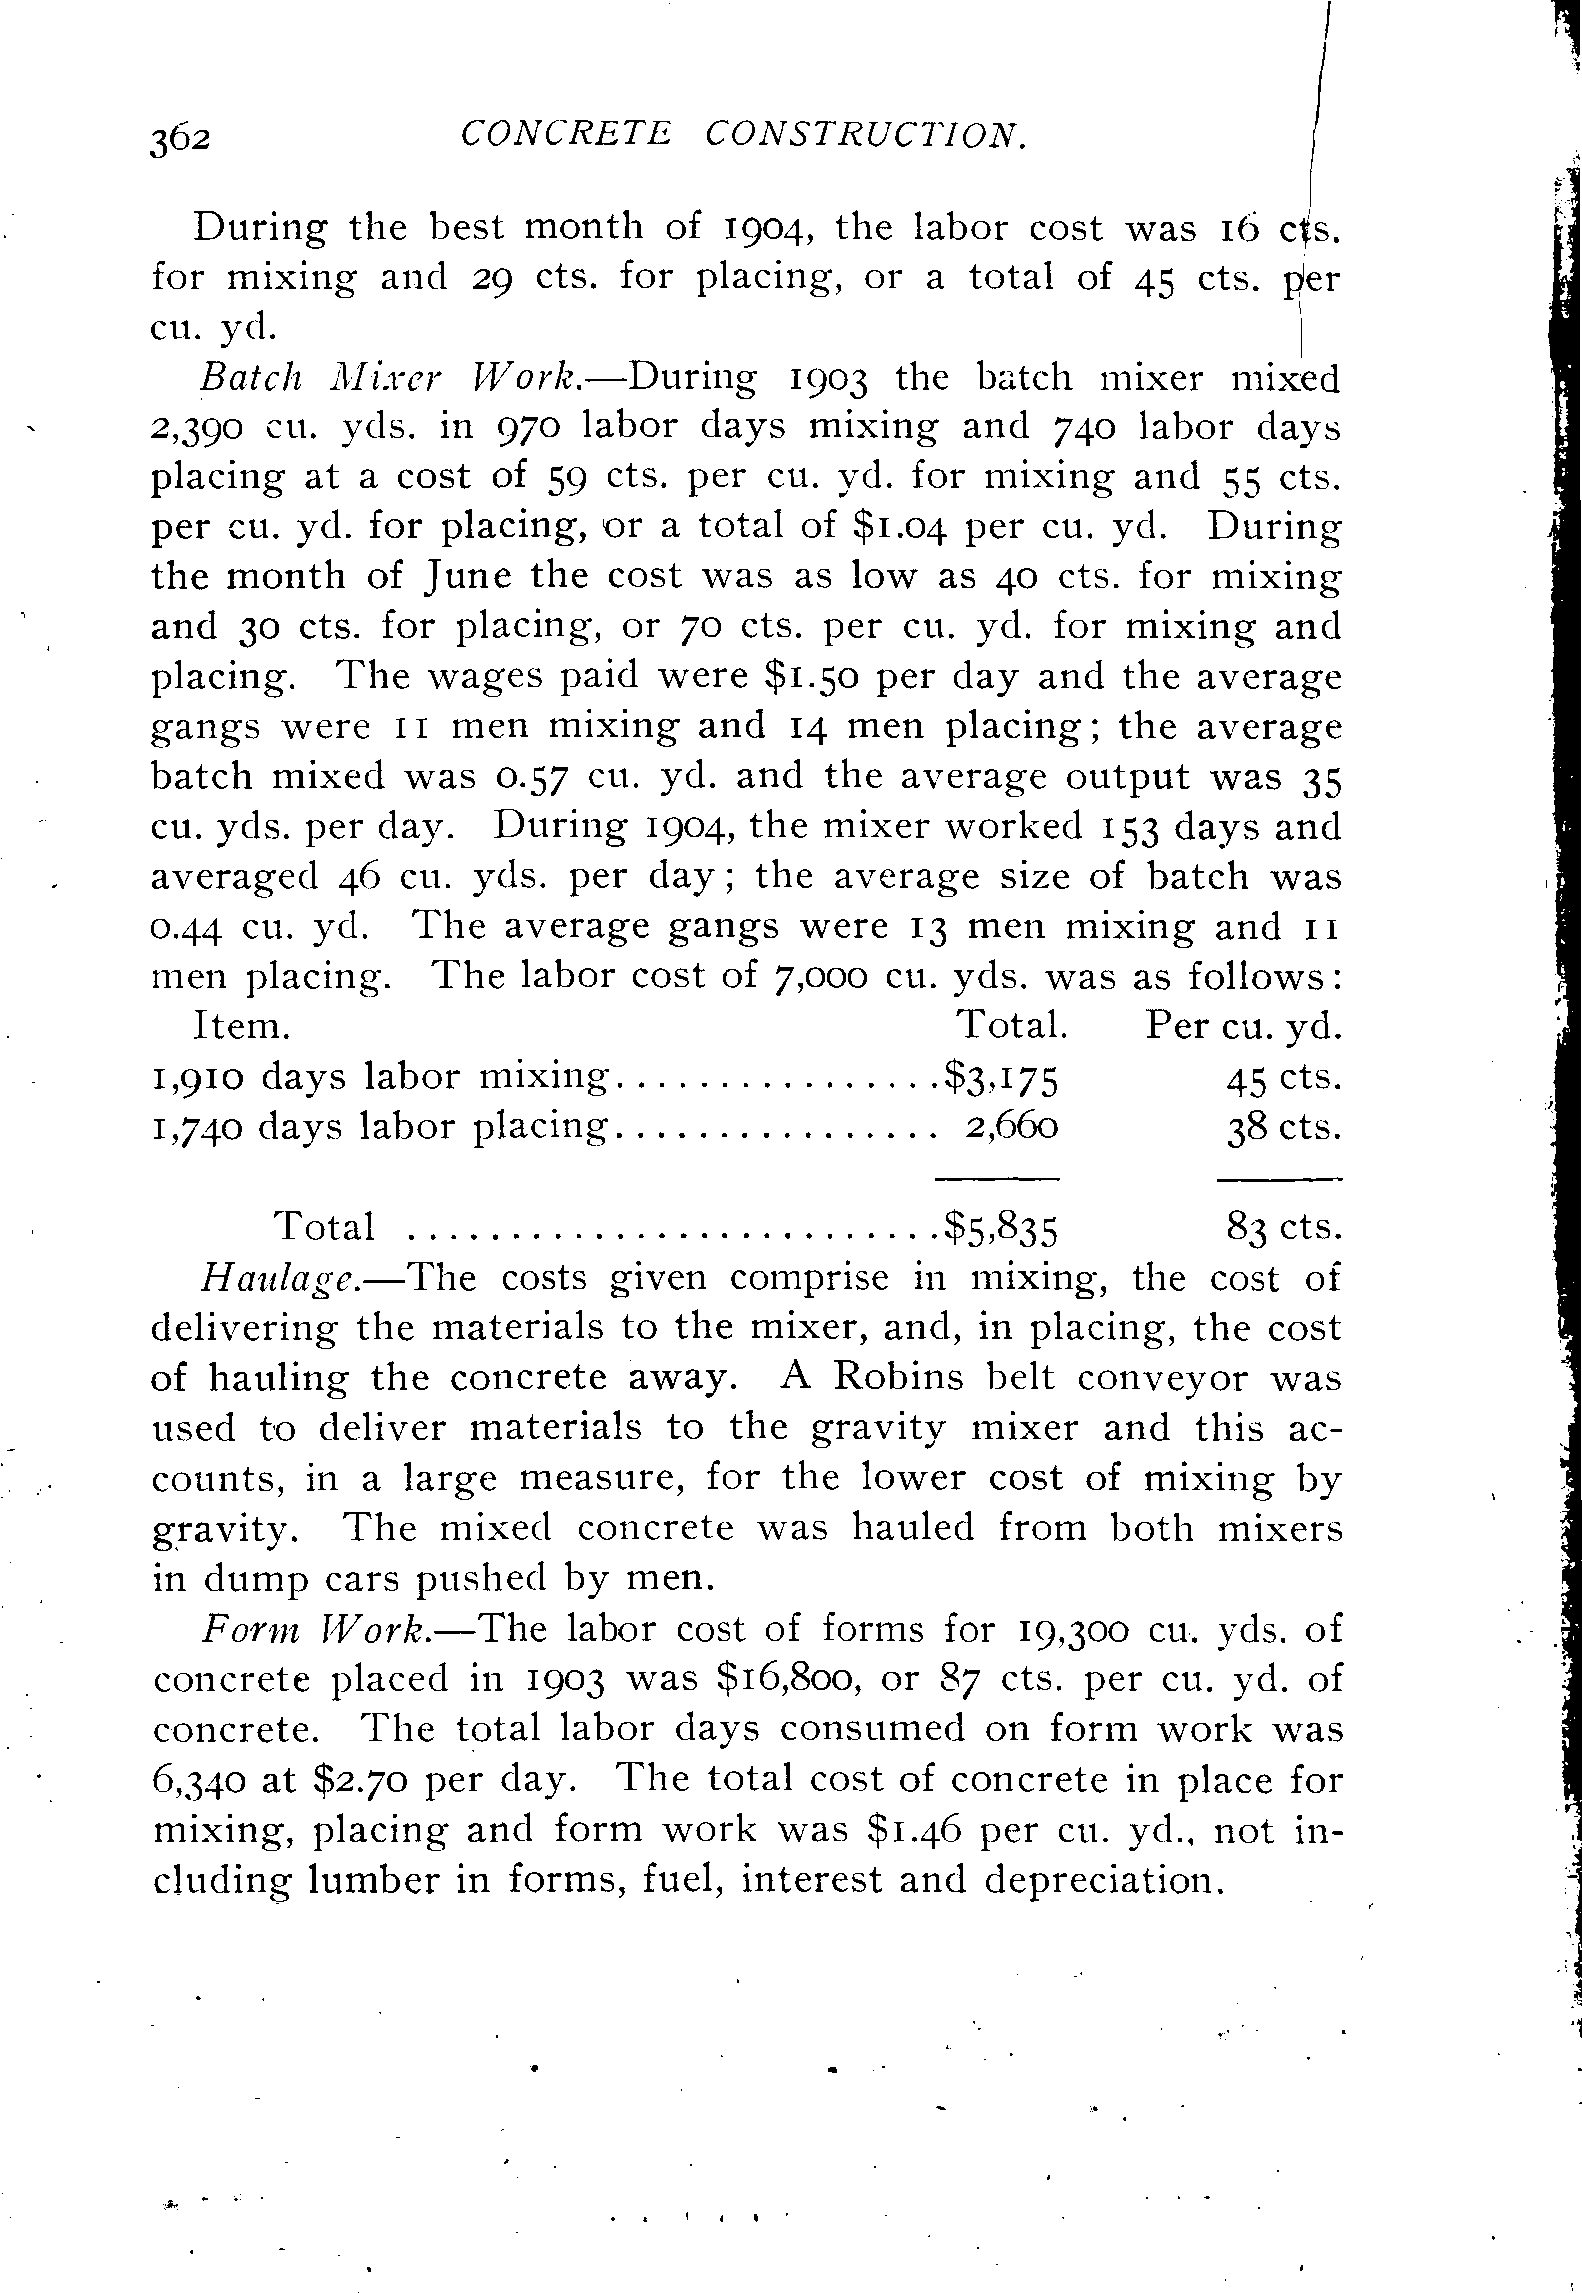 362 CONCRETE CONSTRUCTION.
During the best month of 1904, the labor cost was 16 cts.
for mixing and 29 cts. for placing, or a total of 45 cts. per
cu. yd.
Batch Mixer Work.—During 1903 the batch mixer mixed
2,390 cu. yds. in 970 labor days mixing and 740 labor days
placing at a cost of 59 cts. per cu. yd. for mixing and 55 cts.
per cu. yd. for placing, or a total of $1.04 per cu. yd. During
the month of June the cost was as low as 40 cts. for mixing
and 30 cts. for placing, or 70 cts. per cu. yd. for mixing and
placing. The wages paid were $1.50 per day and the average
gangs were 11 men mixing and 14 men placing; the average
batch mixed was 0.57 cu. yd. and the average output was 35
cu. yds. per day. During 1904, the mixer worked 153 days and
averaged 46 cu. yds. per day; the average size of batch was
0.44 cu. yd. The average gangs were 13 men mixing and 11
men placing. The labor cost of 7,000 cu. yds. was as follows:
Item. Total. Per cu. yd.
1,910 days labor mixing................$3,175 45 cts.
1,740 days labor placing................ 2,660 38 cts.
Total ..........................$5,835 83 cts.
Haulage.—The costs given comprise in mixing, the cost of
delivering the materials to the mixer, and, in placing, the cost
of hauling the concrete away. A Robins belt conveyor was
used to deliver materials to the gravity mixer and this ac-
counts, in a large measure, for the lower cost of mixing by
gravity. The mixed concrete was hauled from both mixers
in dump cars pushed by men.
Form Work.—The labor cost of forms for 19,300 cu. yds. of
concrete placed in 1903 was $16,800, or 87 cts. per cu. yd. of
concrete. The total labor days consumed on form work was
6,340 at $2.70 per day. The total cost of concrete in place for
mixing, placing and form work was $1.46 per cu. yd., not in-
cluding lumber in forms, fuel, interest and depreciation.